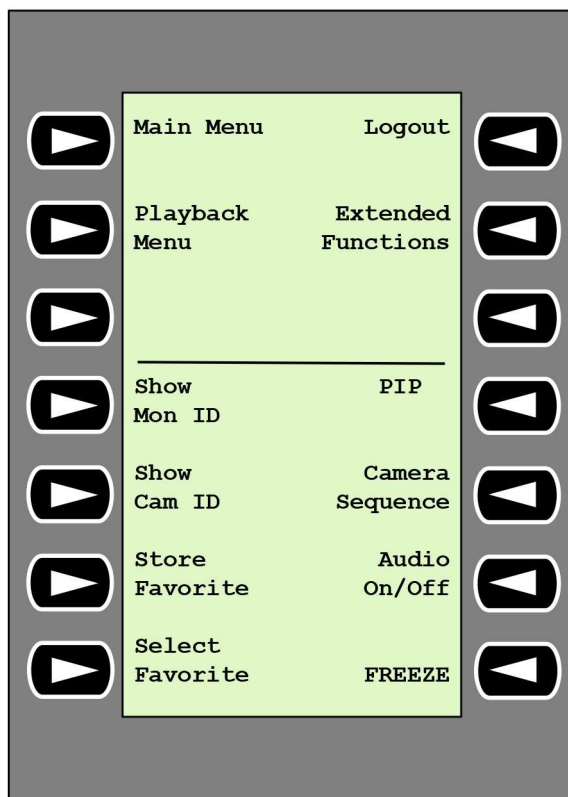 Main Menu Logout
Playback Extended
Menu Functions
Show PIP
Mon ID
Show Camera
Cam ID Sequence
Store Audio
Favorite On/Off
Select
Favorite FREEZE